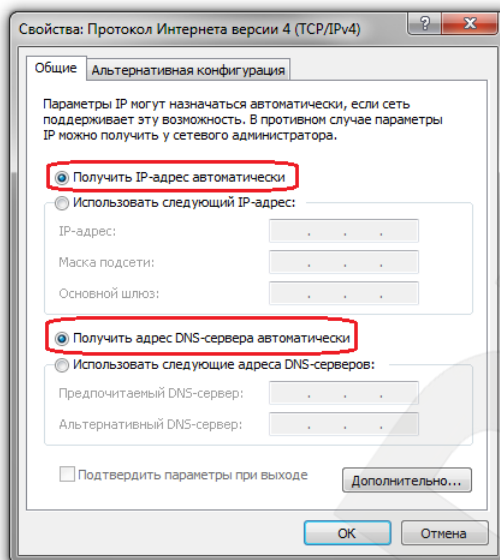 Свойства: Протокол Интернета версии 4 (TCP/IPv4)
Общие
Альтернативная конфигурация
Параметры IP могут назначаться автоматически, если сеть
поддерживает эту возможность. В противном случае параметры
IP можно получить у сетевого администратора.
Получить IP-адрес автоматически
Использовать следующий IP-адрес:
IP-адрес:
Маска подсети:
Основной шлюз:
Получить адрес DNS-сервера автоматически
Использовать следующие адреса DNS-серверов:
Предпочитаемый DNS-сервер:
Альтернативный DNS-сервер:
Подтвердить параметры при выходе
Дополнительно...
ОК
Отмена